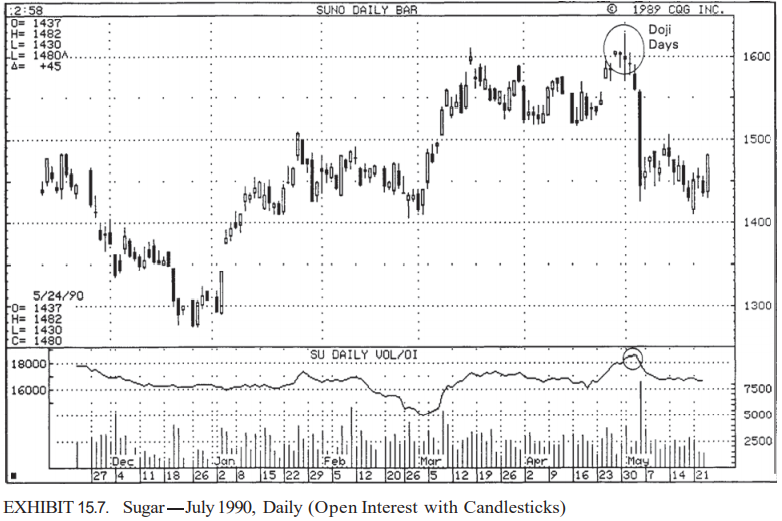 12:58 SUN0 DAILY BAR © 1989 CQG INC.
O= 1437
H= 1482
L= 1430
L= 1480A
Δ= +45
Doji
Days
1600
1500
1400
1300
5/24/90
O= 1437
H= 1482
L= 1430
C= 1480
SU DAILY VOL/OI
18000
16000
7500
5000
2500
Dec Jan Feb Mar Apr May
27 4 11 18 26 2 8 15 22 29 5 12 20 26 5 12 19 26 2 9 16 23 30 7 14 21
EXHIBIT 15.7. Sugar—July 1990, Daily (Open Interest with Candlesticks)